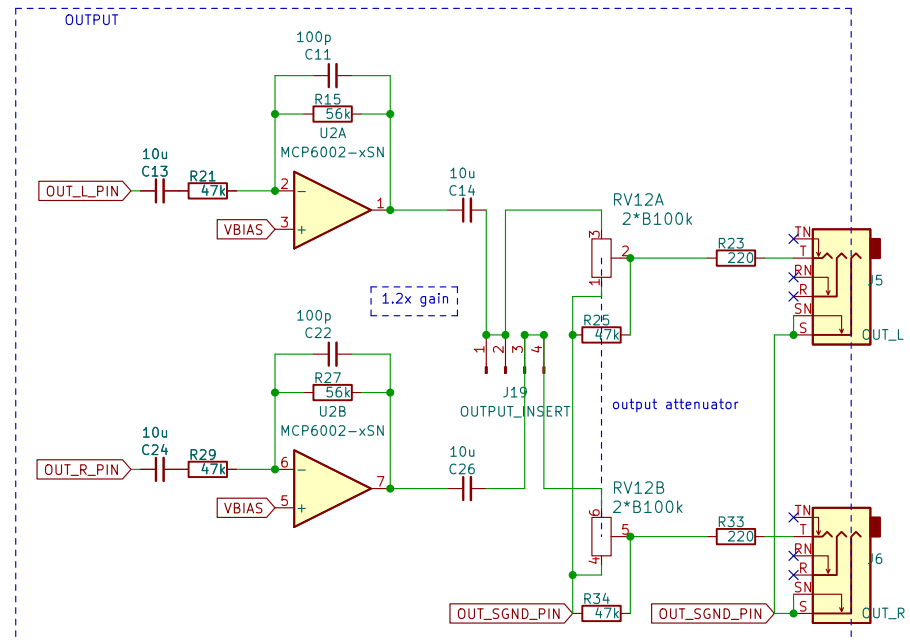 OUTPUT
100p
C11
R15
56k
U2A
MCP6002-xSN
10u
C13
R21
47k
OUT_L_PIN
2
3
1
VBIAS
10u
C14
RV12A
2*B100k
3
2
1
R23
220
TN
T
RN
R
SN
S
J5
OUT_L
1.2x gain
R25
47k
1
2
3
4
J19
OUTPUT_INSERT
output attenuator
100p
C22
R27
56k
U2B
MCP6002-xSN
10u
C24
R29
47k
OUT_R_PIN
6
5
7
VBIAS
10u
C26
RV12B
2*B100k
6
5
4
R33
220
TN
T
RN
R
SN
S
J6
OUT_R
OUT_SGND_PIN
R34
47k
OUT_SGND_PIN